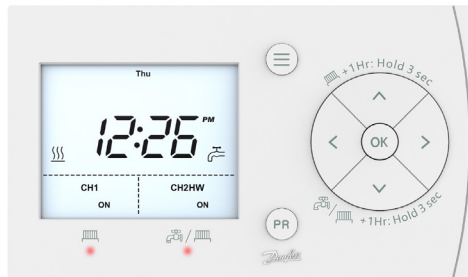 Thu
12:26 PM
CH1
CH2HW
ON
ON
+1Hr: Hold 3 sec
OK
+1Hr: Hold 3 sec
PR
Danfoss